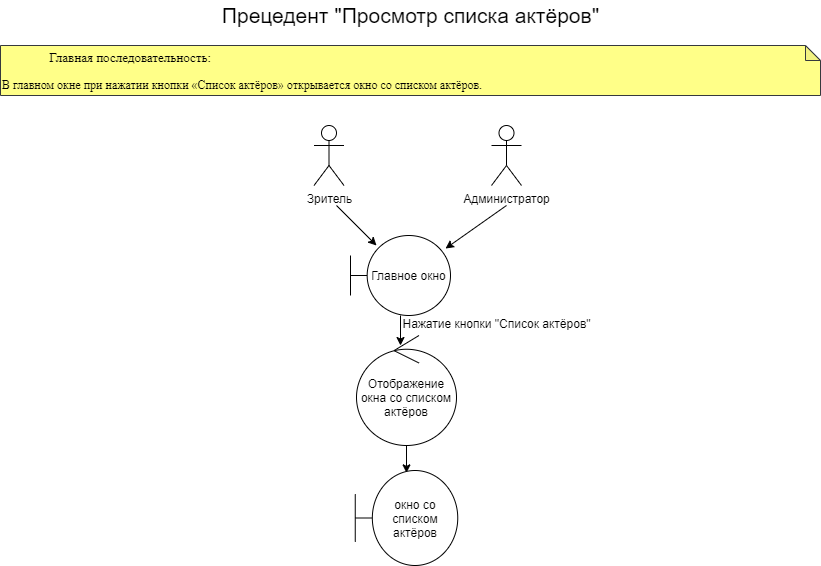 Прецедент "Просмотр списка актёров"
Главная последовательность:
В главном окне при нажатии кнопки «Список актёров» открывается окно со списком актёров.
Зритель
Администратор
Главное окно
Нажатие кнопки "Список актёров"
Отображение
окна со списком
актёров
окно со
списком
актёров